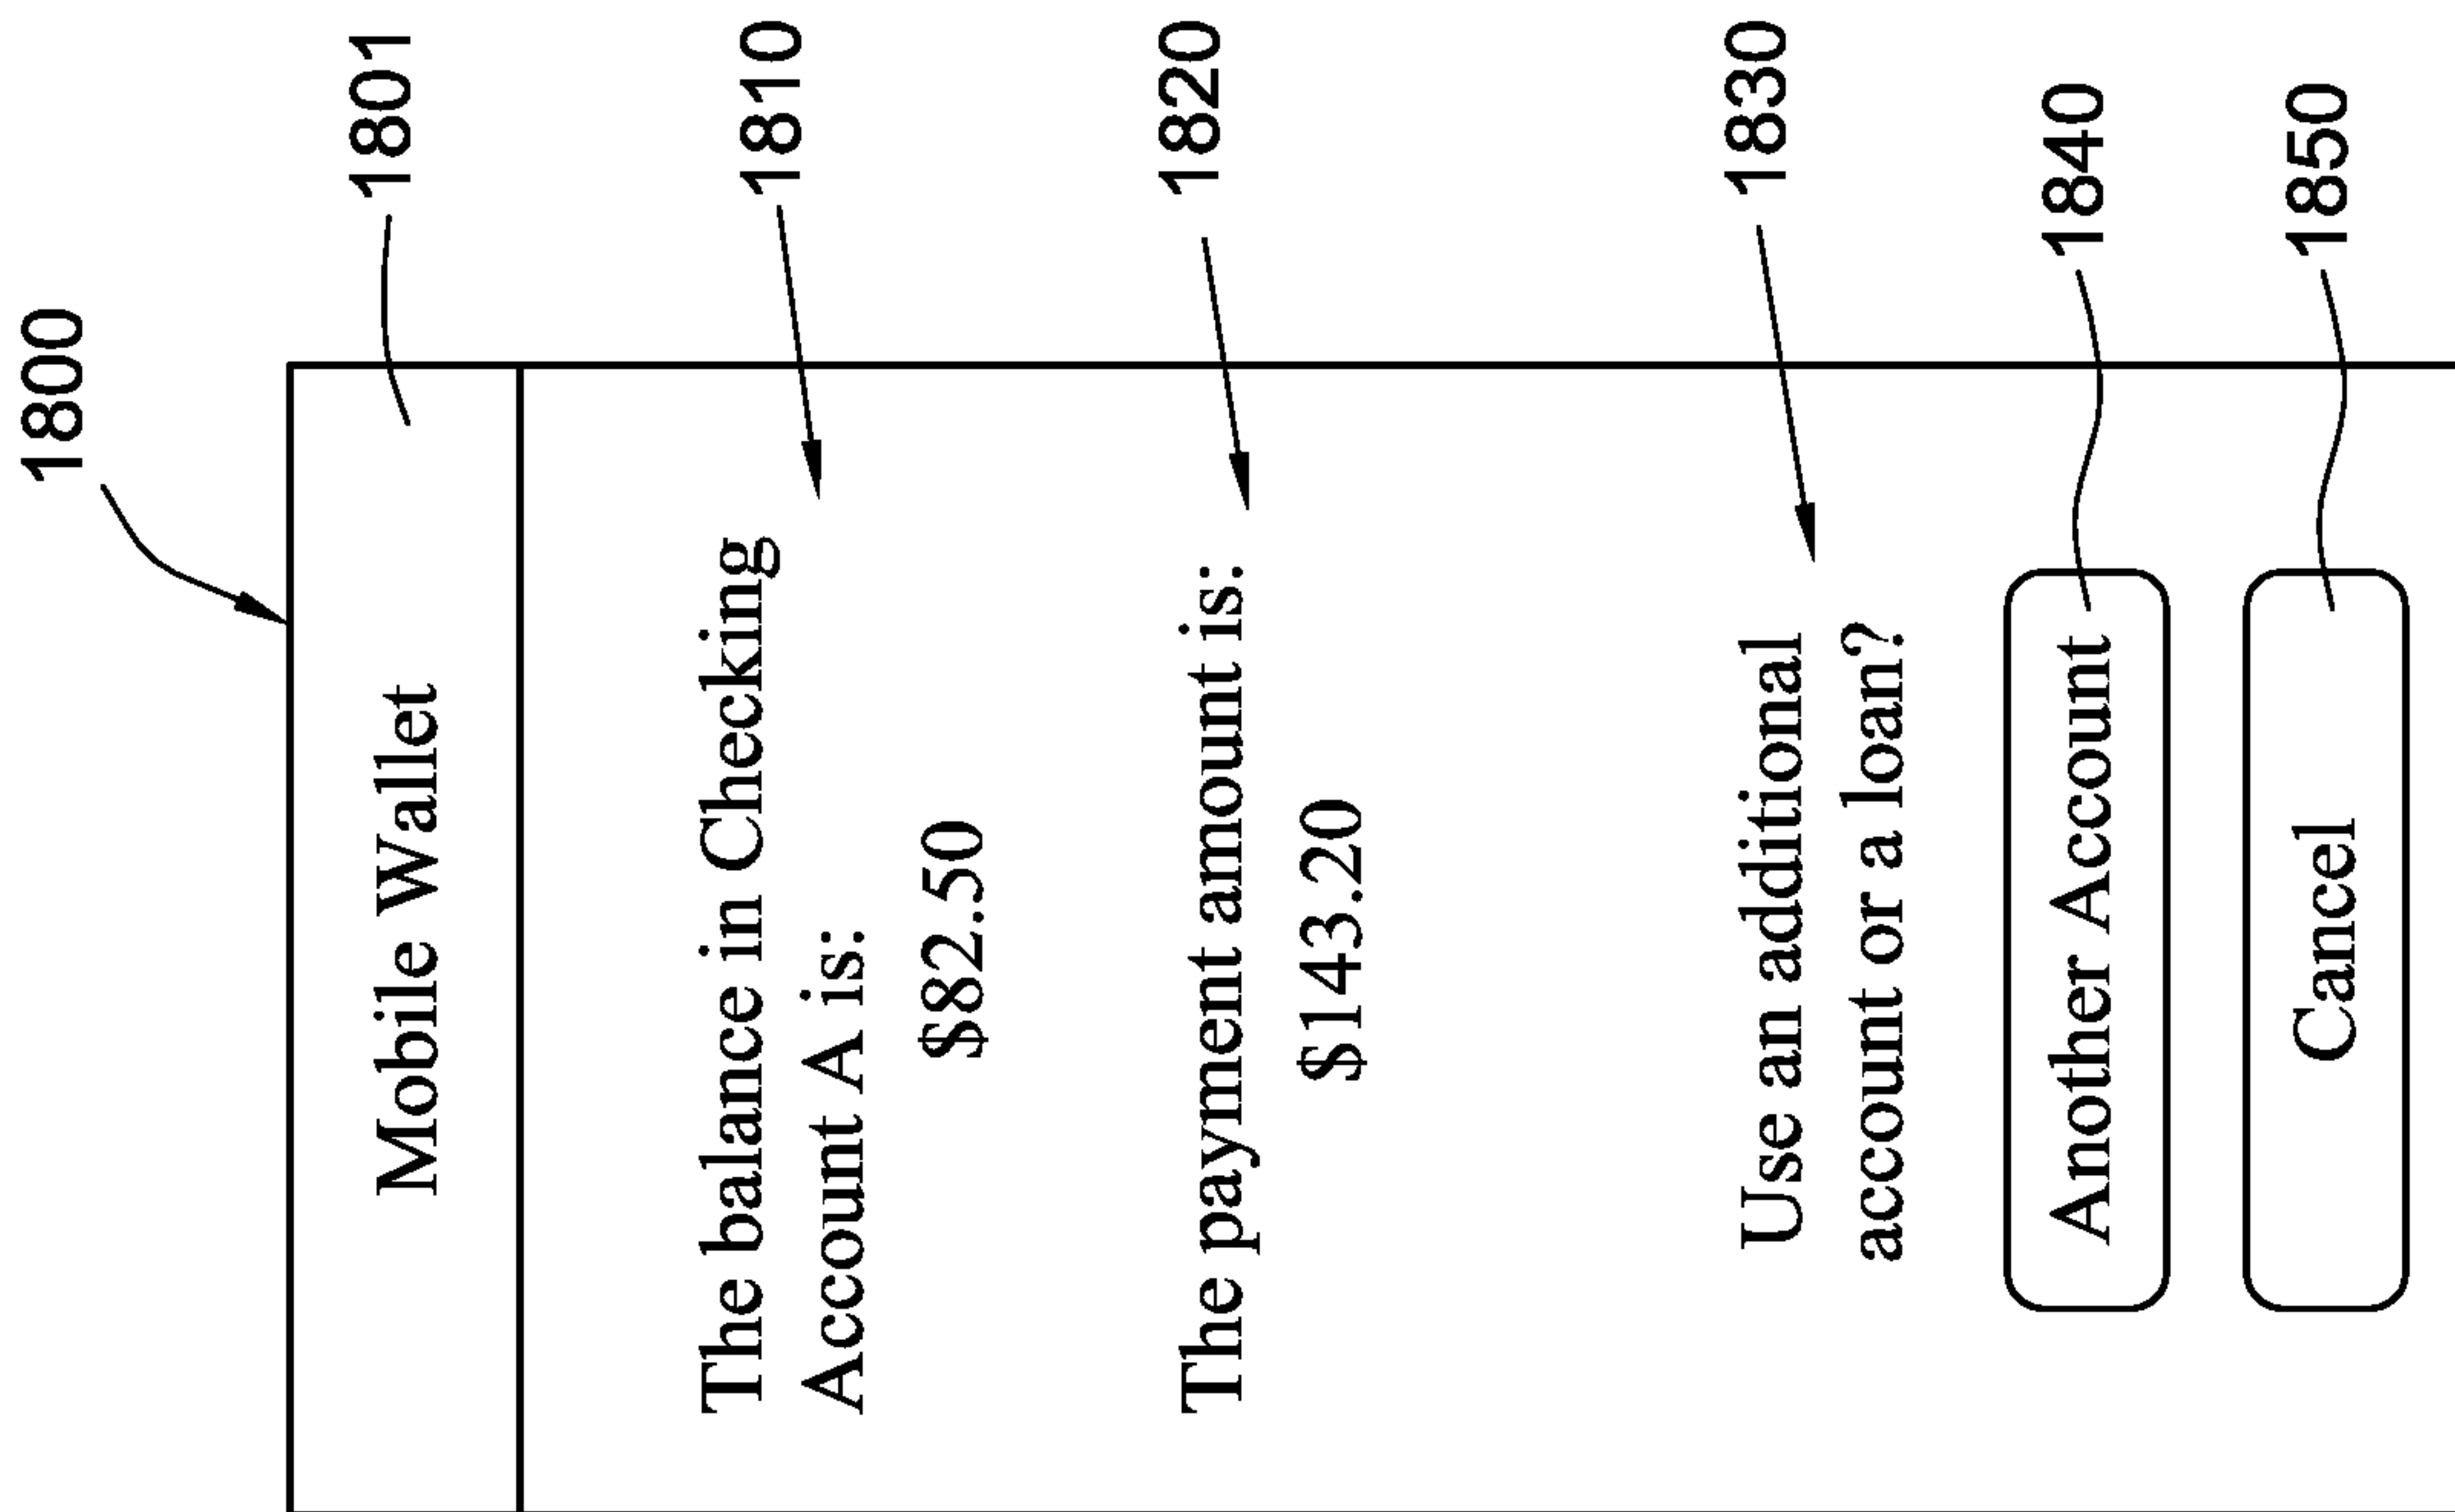 1800
Mobile Wallet
1801
The balance in Checking
Account A is:
1810
$82.50
The payment amount is:
1820
$143.20
Use an additional
account or a loan?
1830
Another Account
1840
Cancel
1850